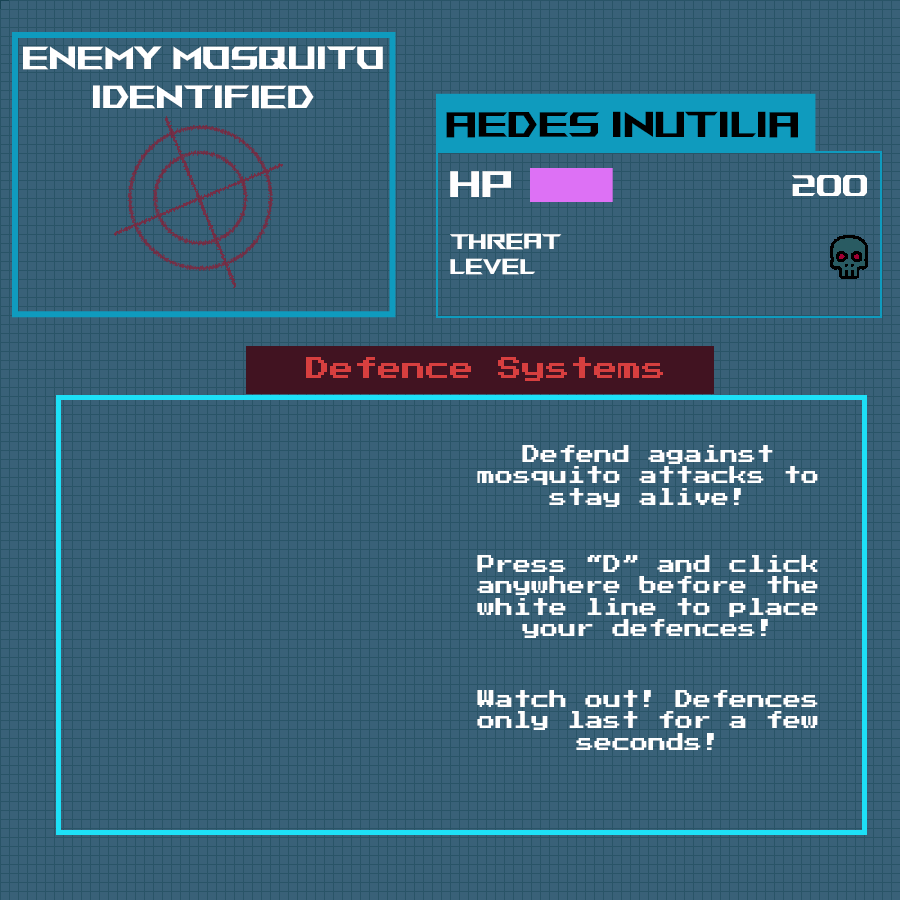 ENEMY MOSQUITO
IDENTIFIED
AEDES INUTILIA
HP 200
THREAT
LEVEL
Defence Systems
Defend against
mosquito attacks to
stay alive!
Press "D" and click
anywhere before the
white line to place
your defences!
Watch out! Defences
only last for a few
seconds!